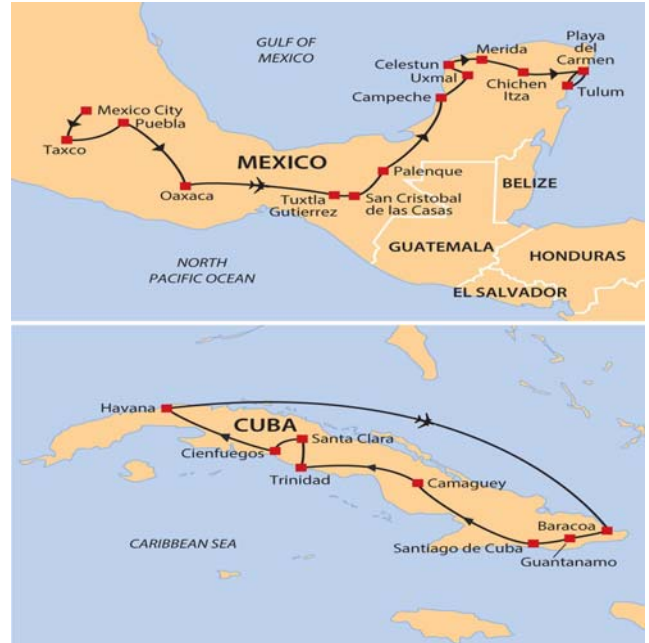 GULF OF
MEXICO
Playa
del
Carmen
Merida
Celestun
Uxmal
Chichen
Itza
Tulum
Campeche
Mexico City
Puebla
Taxco
MEXICO
Palenque
Oaxaca
Tuxtla
Gutierrez
San Cristobal
de las Casas
BELIZE
GUATEMALA
HONDURAS
EL SALVADOR
NORTH
PACIFIC OCEAN
Havana
CUBA
Santa Clara
Cienfuegos
Trinidad
Camaguey
Baracoa
CARIBBEAN SEA
Santiago de Cuba
Guantanamo